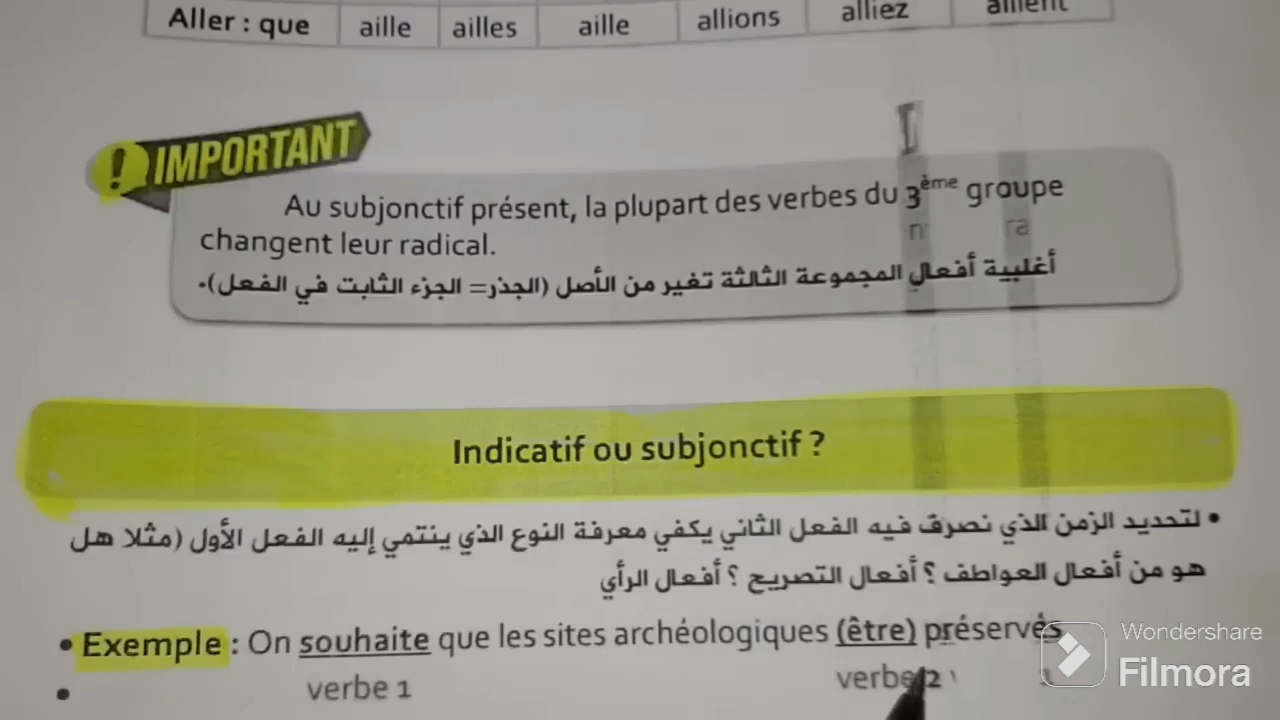 Aller : que aille ailles aille allions alliez aillent
! IMPORTANT
Au subjonctif présent, la plupart des verbes du 3ème groupe
changent leur radical.
أغلبية أفعال المجموعة الثالثة تغير من الأصل (الجذر= الجزء الثابت في الفعل).
Indicatif ou subjonctif ?
• لتحديد الزمن الذي نصرف فيه الفعل الثاني يكفي معرفة النوع الذي ينتمي إليه الفعل الأول (مثلا هل
هو من أفعال العواطف ؟ أفعال التصريح ؟ أفعال الرأي
• Exemple : On souhaite que les sites archéologiques (être) préservés
• verbe 1 verbe 2
Wondershare
Filmora